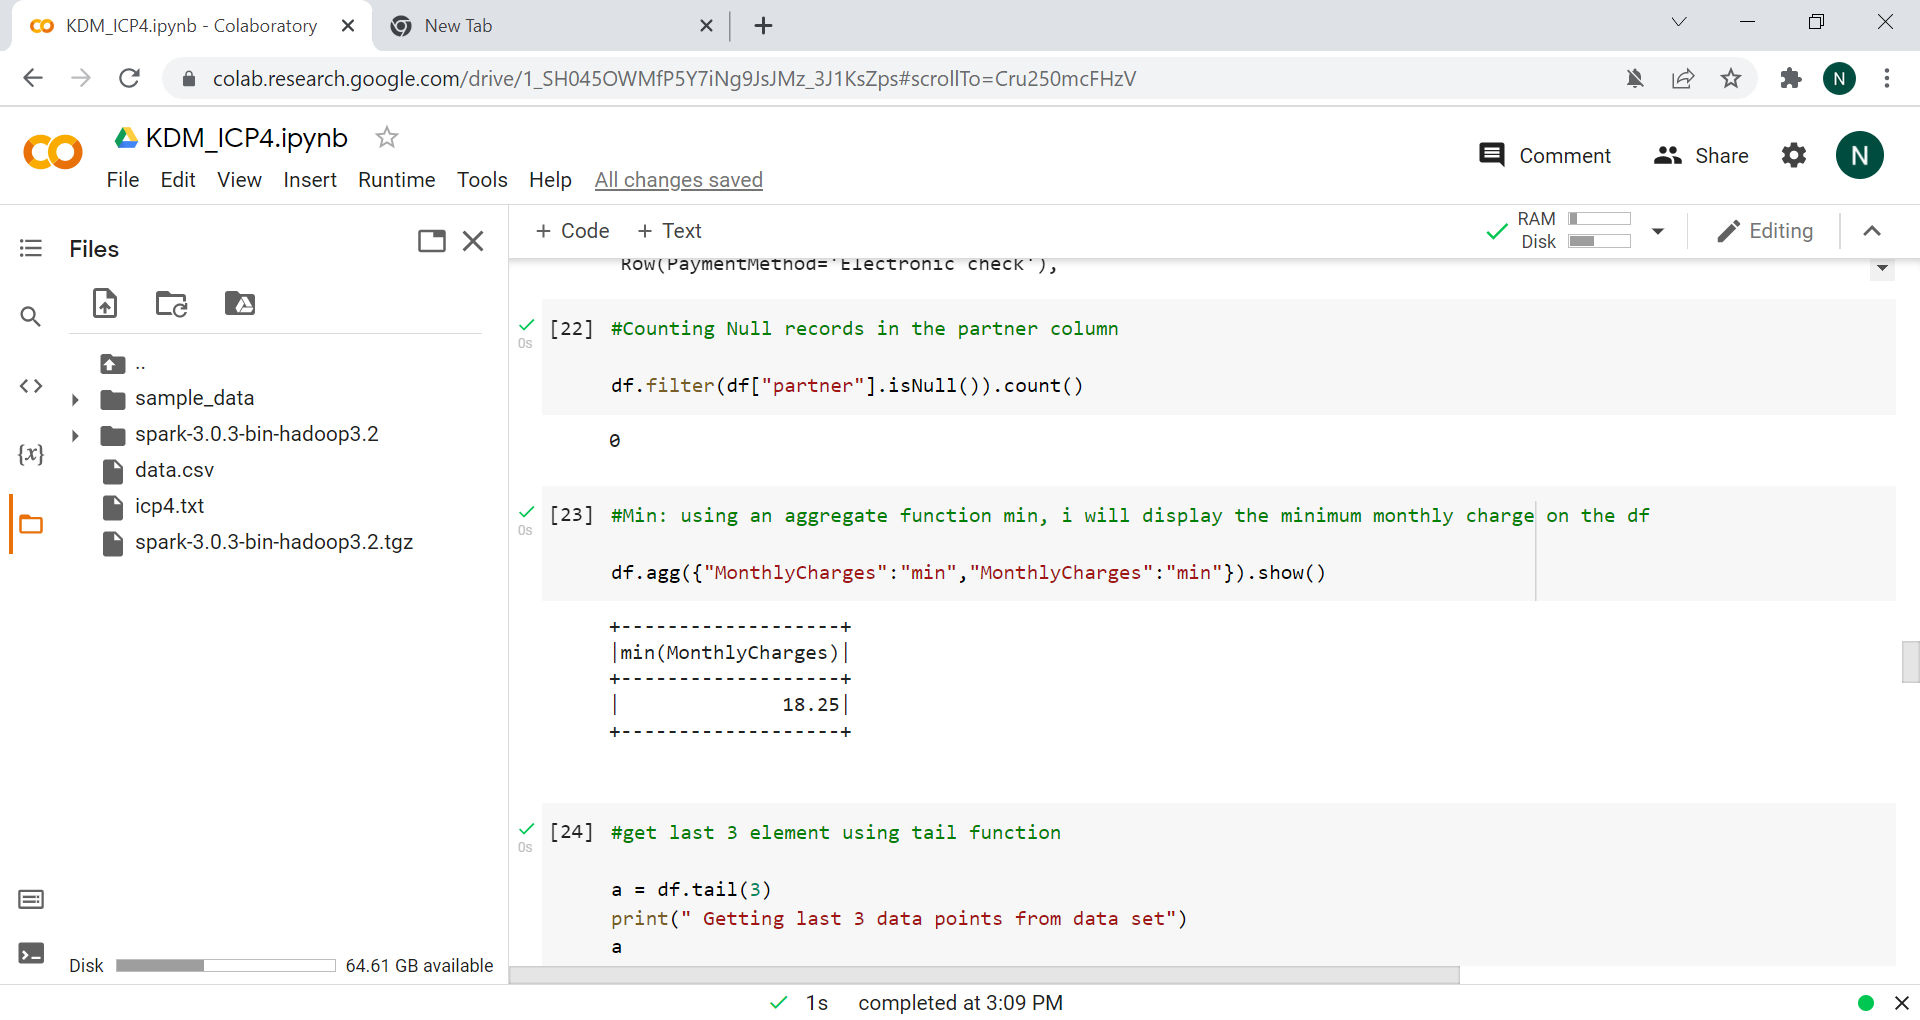 KDM_ICP4.ipynb - Colaboratory
New Tab
colab.research.google.com/drive/1_SH045OWMfP5Y7iNg9JsJMz_3J1KsZps#scrollTo=Cru250mcFHzV
N
KDM_ICP4.ipynb
Comment
Share
N
File Edit View Insert Runtime Tools Help All changes saved
Files
+ Code + Text
RAM
Disk
Editing
Row(PaymentMethod='Electronic check'),
..
sample_data
spark-3.0.3-bin-hadoop3.2
data.csv
icp4.txt
spark-3.0.3-bin-hadoop3.2.tgz
{x}
[22] #Counting Null records in the partner column
0s
df.filter(df["partner"].isNull()).count()
0
[23] #Min: using an aggregate function min, i will display the minimum monthly charge on the df
0s
df.agg({"MonthlyCharges":"min","MonthlyCharges":"min"}).show()
+-------------------+
|min(MonthlyCharges)|
+-------------------+
|              18.25|
+-------------------+
[24] #get last 3 element using tail function
0s
a = df.tail(3)
print(" Getting last 3 data points from data set")
a
Disk 64.61 GB available
1s completed at 3:09 PM